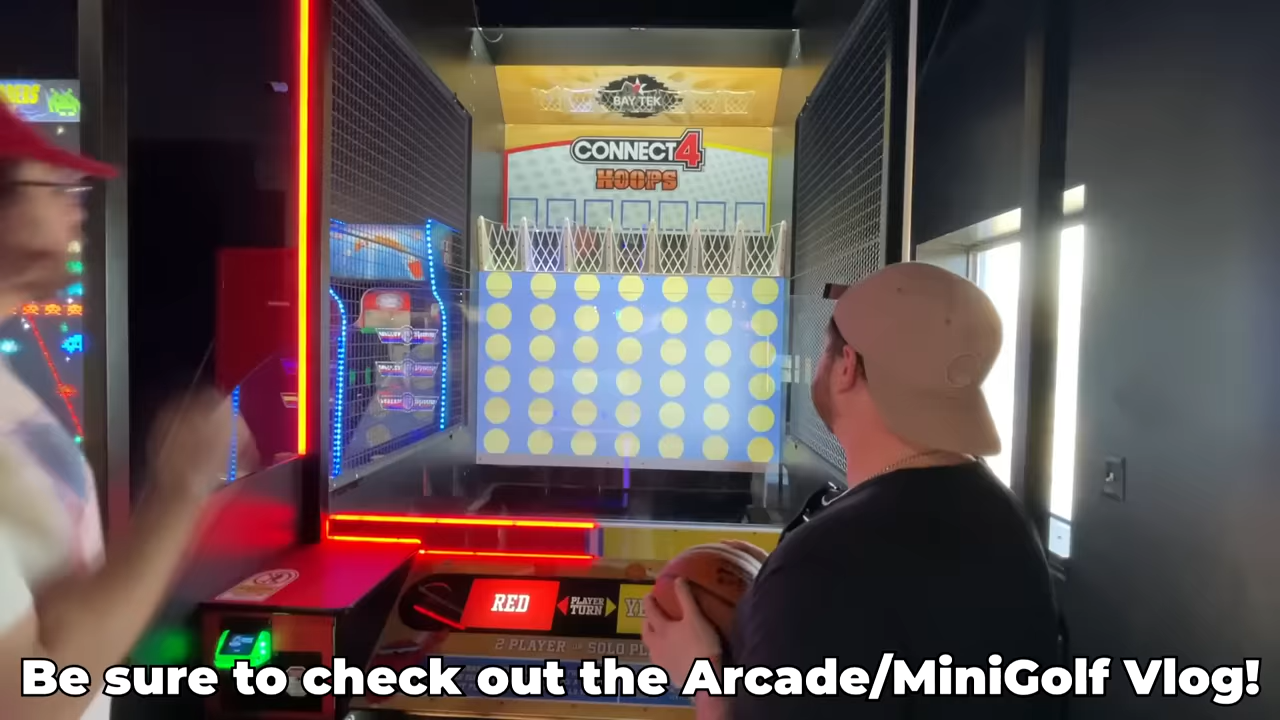 BAY TEK
CONNECT 4
HOOPS
RED
PLAYER
TURN
2 PLAYER
SOLO
Be sure to check out the Arcade/MiniGolf Vlog!